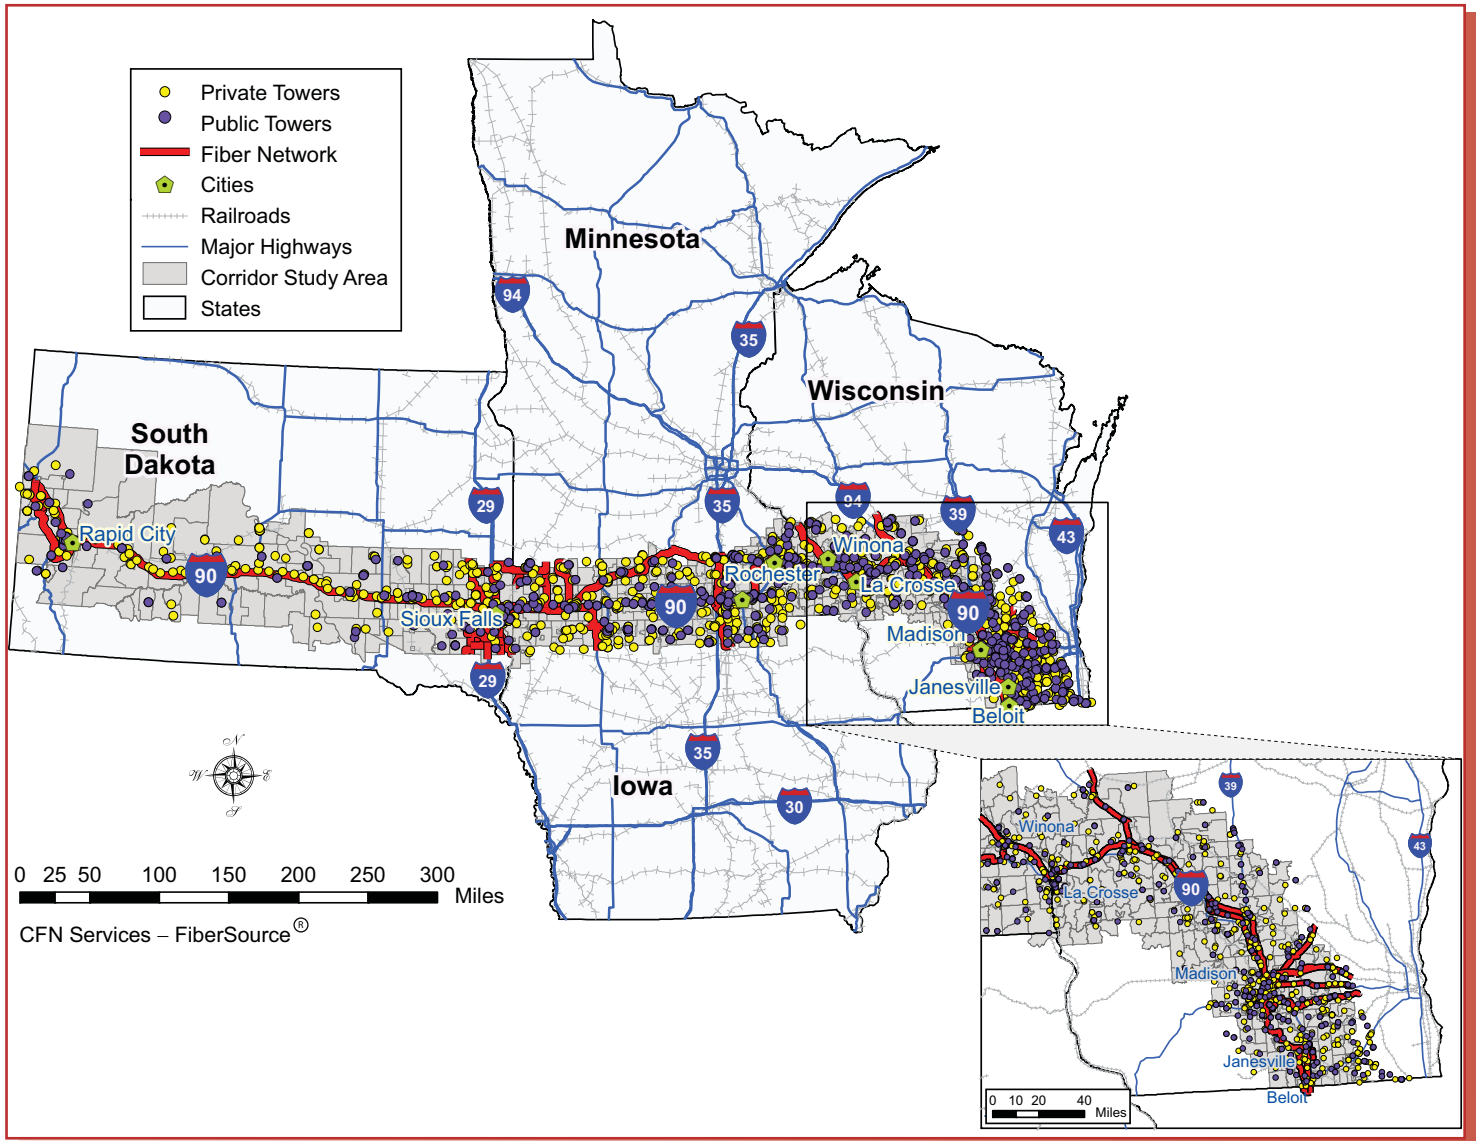 Private Towers
Public Towers
Fiber Network
Cities
Railroads
Major Highways
Corridor Study Area
States
Minnesota
94
35
Wisconsin
South
Dakota
29
35
94
39
43
Rapid City
90
Winona
Rochester
La Crosse
90
90
Sioux Falls
Madison
29
Janesville
Beloit
35
Iowa
30
N
W
E
S
0 25 50 100 150 200 250 300
Miles
CFN Services – FiberSource®
39
43
Winona
90
La Crosse
Madison
Janesville
Beloit
0 10 20 40
Miles